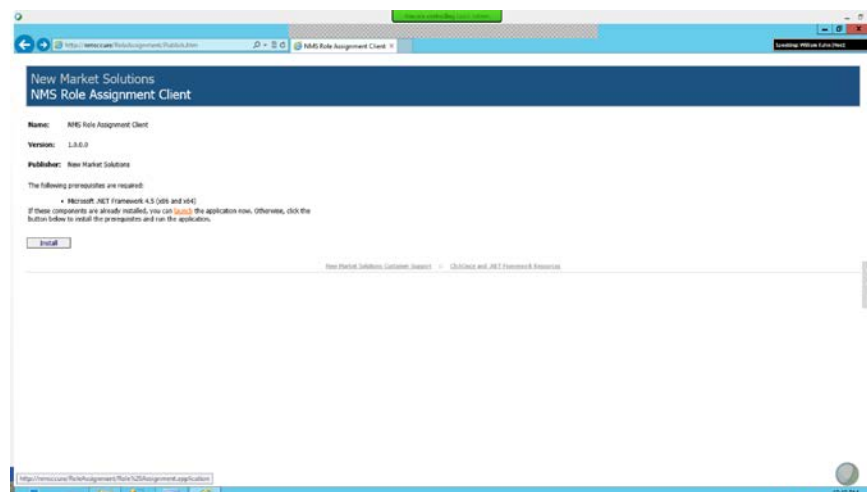 NMS Role Assignment Client ×
New Market Solutions
NMS Role Assignment Client
Name: NMS Role Assignment Client
Version: 1.0.0.0
Publisher: New Market Solutions
The following prerequisites are required:
• Microsoft .NET Framework 4.5 (x86 and x64)
If these components are already installed, you can launch the application now. Otherwise, click the
button below to install the prerequisites and run the application.
Install
New Market Solutions Customer Support :: ClickOnce and .NET Framework Resources